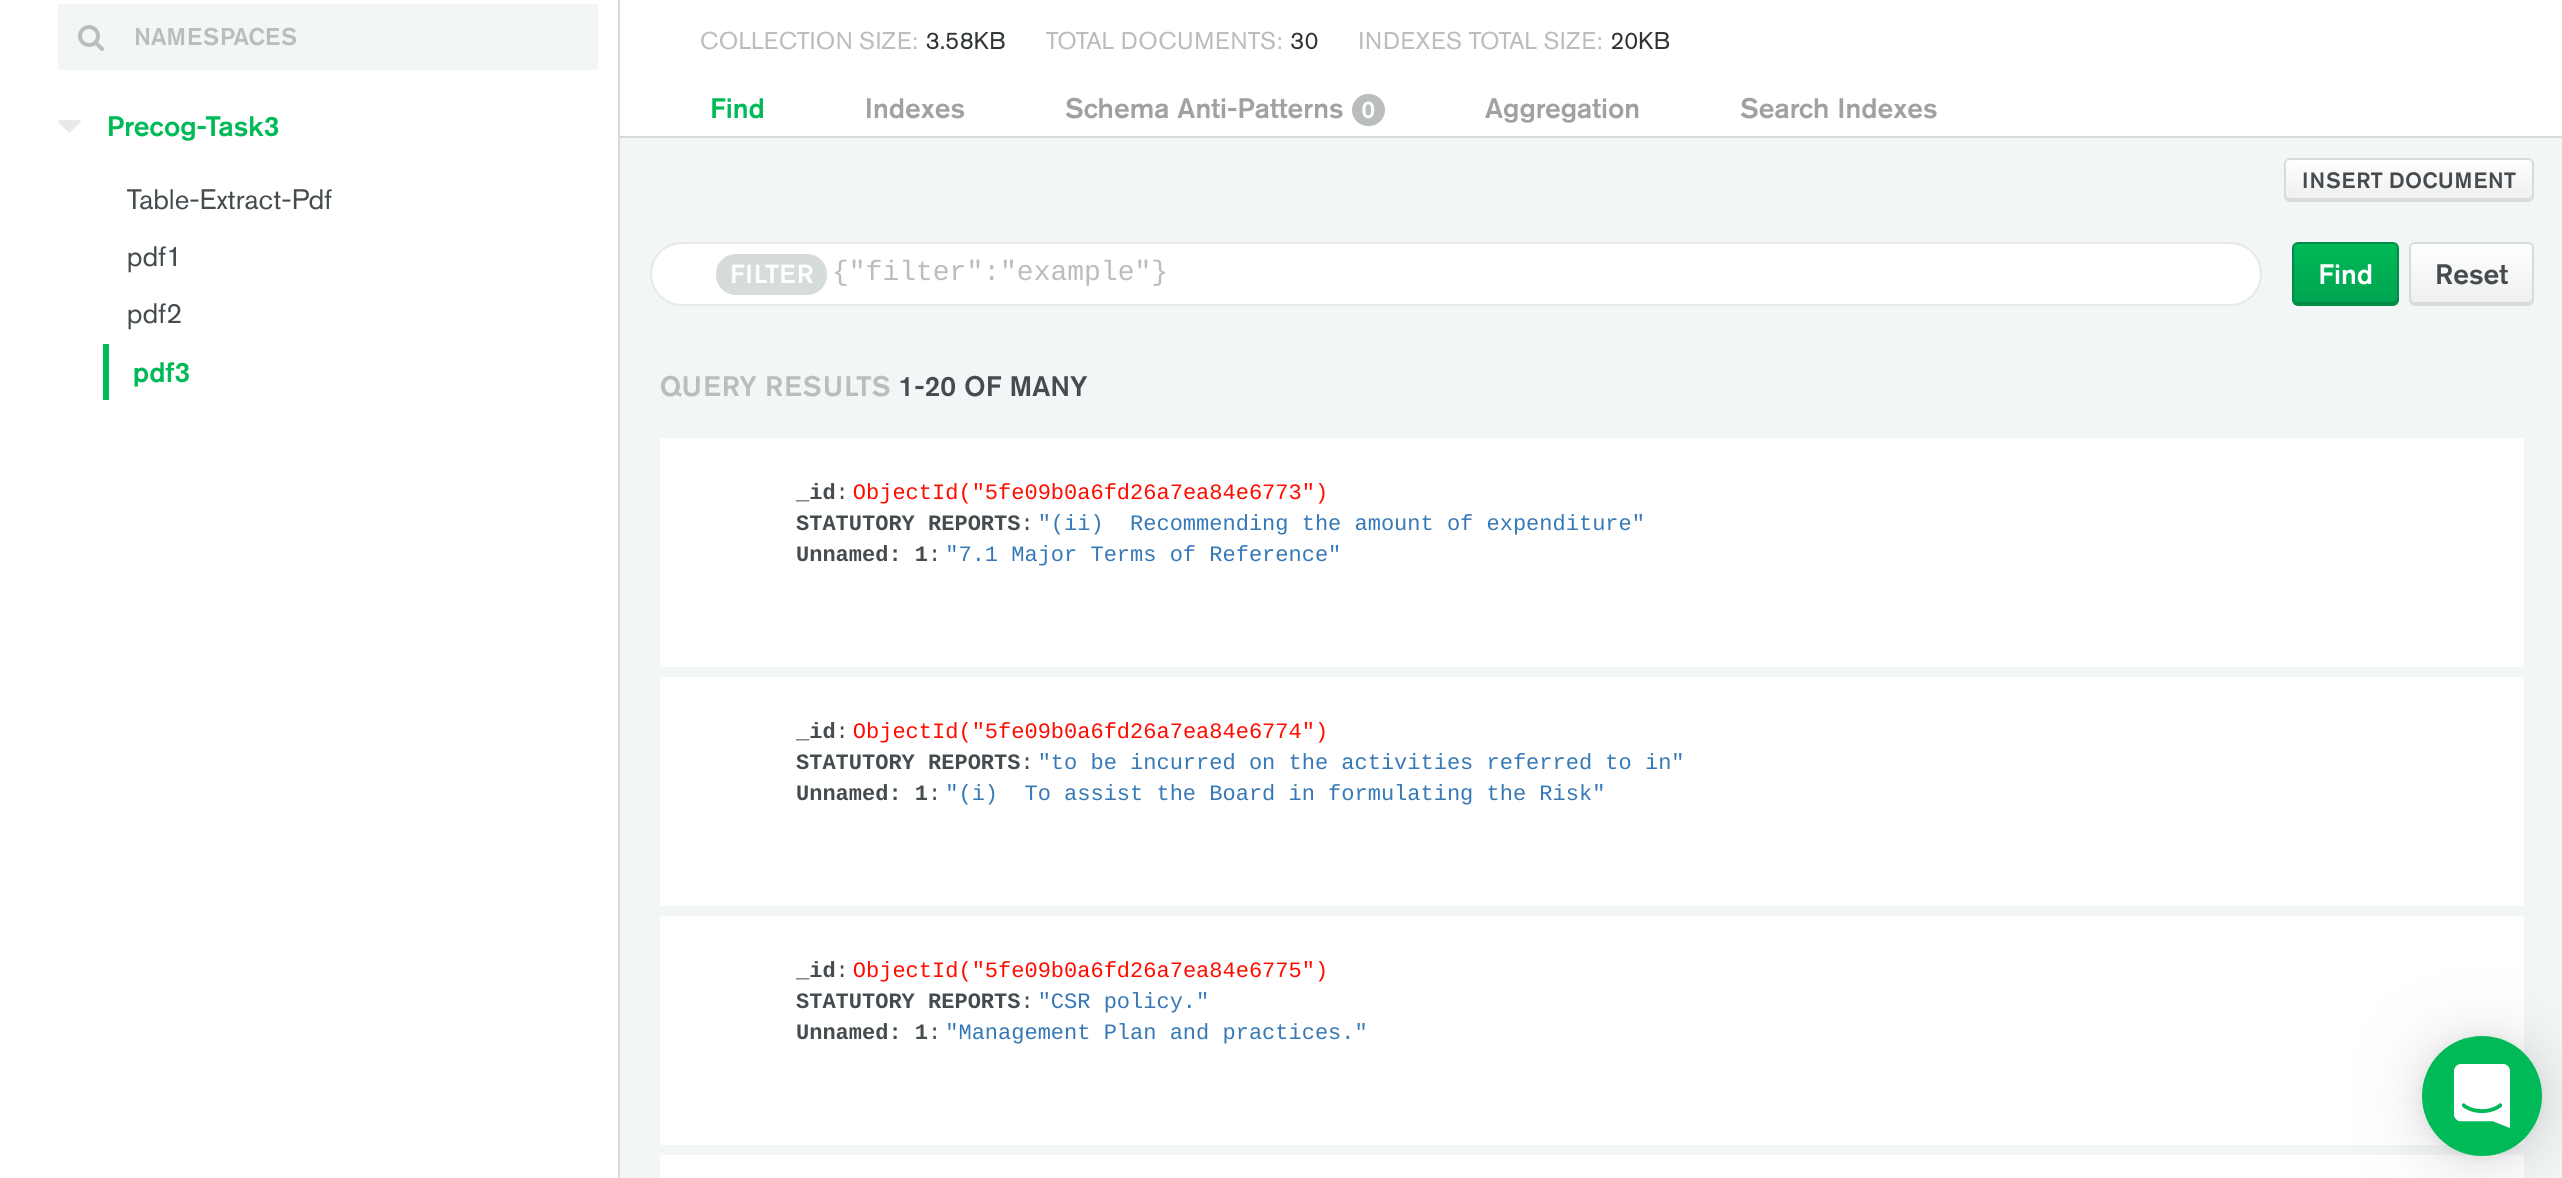 NAMESPACES
Precog-Task3
Table-Extract-Pdf
pdf1
pdf2
pdf3
COLLECTION SIZE: 3.58KB TOTAL DOCUMENTS: 30 INDEXES TOTAL SIZE: 20KB
Find Indexes Schema Anti-Patterns 0 Aggregation Search Indexes
INSERT DOCUMENT
FILTER {"filter":"example"} Find Reset
QUERY RESULTS 1-20 OF MANY
_id: ObjectId("5fe09b0a6fd26a7ea84e6773")
STATUTORY REPORTS: "(ii)  Recommending the amount of expenditure"
Unnamed: 1: "7.1 Major Terms of Reference"
_id: ObjectId("5fe09b0a6fd26a7ea84e6774")
STATUTORY REPORTS: "to be incurred on the activities referred to in"
Unnamed: 1: "(i)  To assist the Board in formulating the Risk"
_id: ObjectId("5fe09b0a6fd26a7ea84e6775")
STATUTORY REPORTS: "CSR policy."
Unnamed: 1: "Management Plan and practices."